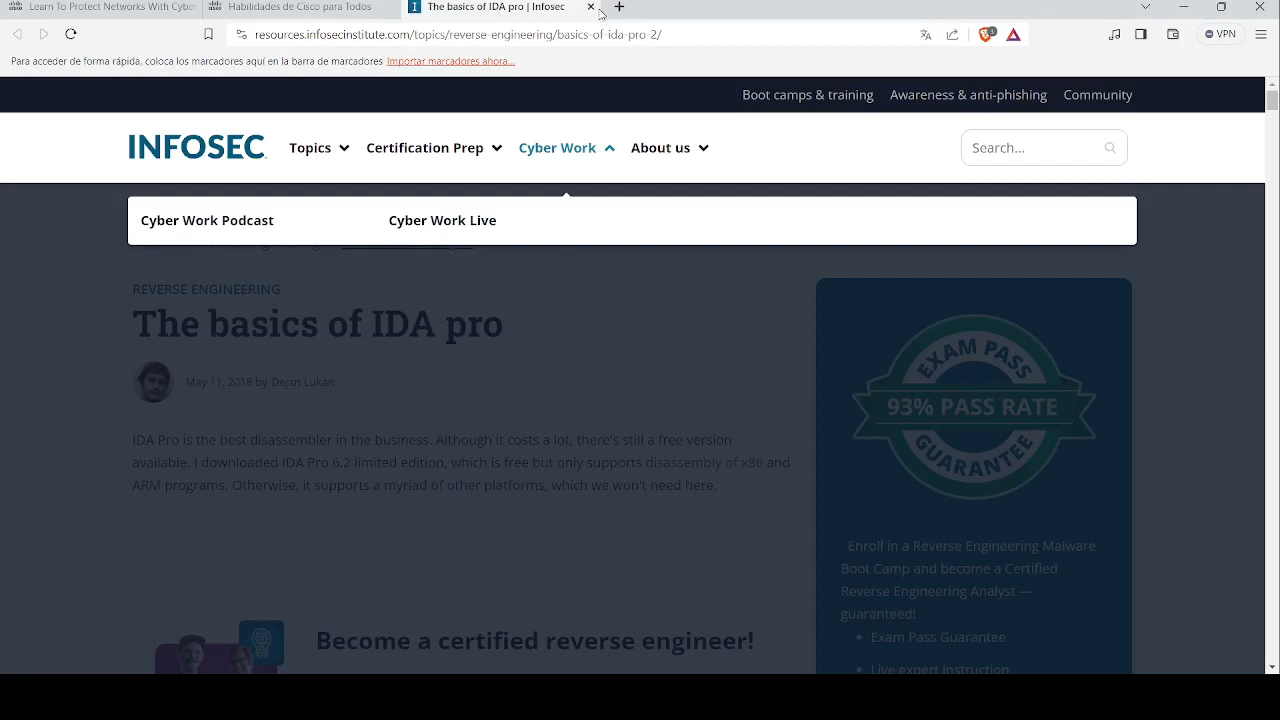 Learn To Protect Networks With Cyber
Habilidades de Cisco para Todos
The basics of IDA pro | Infosec
resources.infosecinstitute.com/topics/reverse-engineering/basics-of-ida-pro-2/
3
VPN
Para acceder de forma rápida, coloca los marcadores aquí en la barra de marcadores Importar marcadores ahora...
Boot camps & training Awareness & anti-phishing Community
INFOSEC
Topics Certification Prep Cyber Work About us
Search...
Cyber Work Podcast Cyber Work Live
REVERSE ENGINEERING
The basics of IDA pro
May 11, 2018 by Dejan Lukan
IDA Pro is the best disassembler in the business. Although it costs a lot, there's still a free version
available. I downloaded IDA Pro 6.2 limited edition, which is free but only supports disassembly of x86 and
ARM programs. Otherwise, it supports a myriad of other platforms, which we won't need here.
Become a certified reverse engineer!
EXAM PASS
93% PASS RATE
GUARANTEE
Enroll in a Reverse Engineering Malware
Boot Camp and become a Certified
Reverse Engineering Analyst —
guaranteed!
Exam Pass Guarantee
Live expert instruction